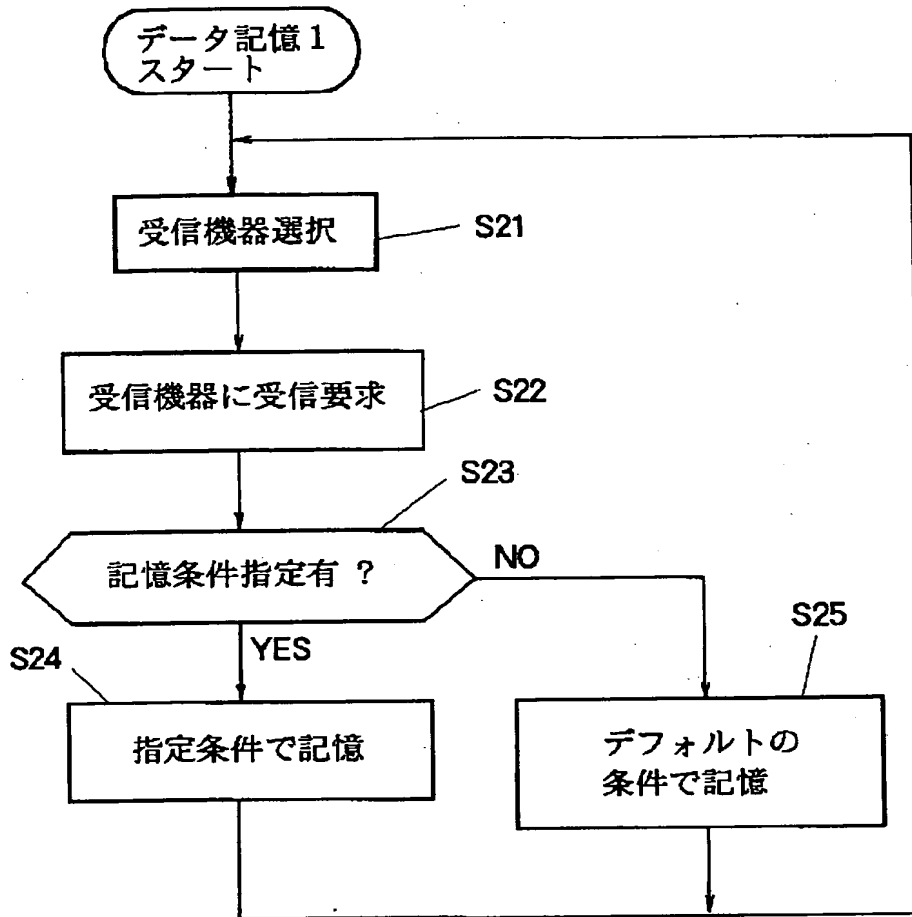 データ記憶1
スタート
受信機器選択
S21
受信機器に受信要求
S22
S23
記憶条件指定有 ?
NO
YES
S24
指定条件で記憶
S25
デフォルトの
条件で記憶